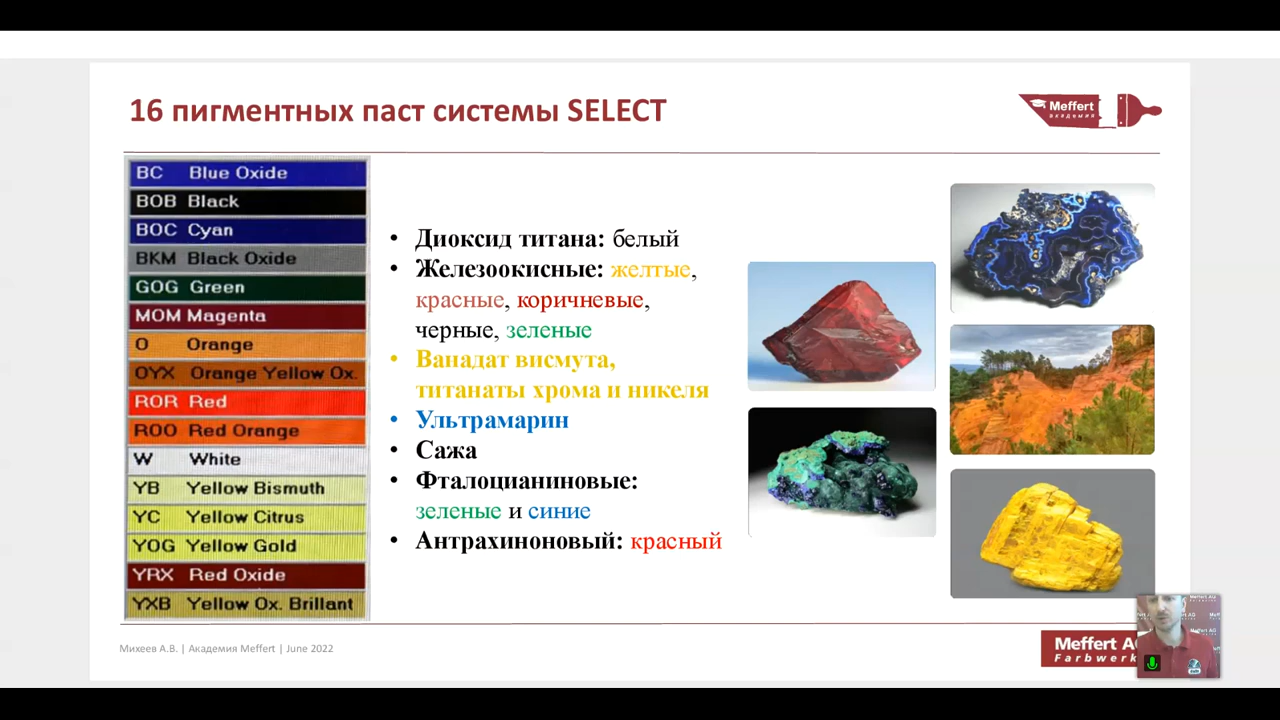 16 пигментных паст системы SELECT
Meffert
академия
BC Blue Oxide
BOB Black
BOC Cyan
BKM Black Oxide
GOG Green
MOM Magenta
O Orange
OYX Orange Yellow Ox.
ROR Red
ROO Red Orange
W White
YB Yellow Bismuth
YC Yellow Citrus
YOG Yellow Gold
YRX Red Oxide
YXB Yellow Ox. Brillant
• Диоксид титана: белый
• Железоокисные: желтые,
красные, коричневые,
черные, зеленые
• Ванадат висмута,
титанаты хрома и никеля
• Ультрамарин
• Сажа
• Фталоцианиновые:
зеленые и синие
• Антрахиноновый: красный
Михеев А.В. | Академия Meffert | June 2022
Meffert A
Farbwerk